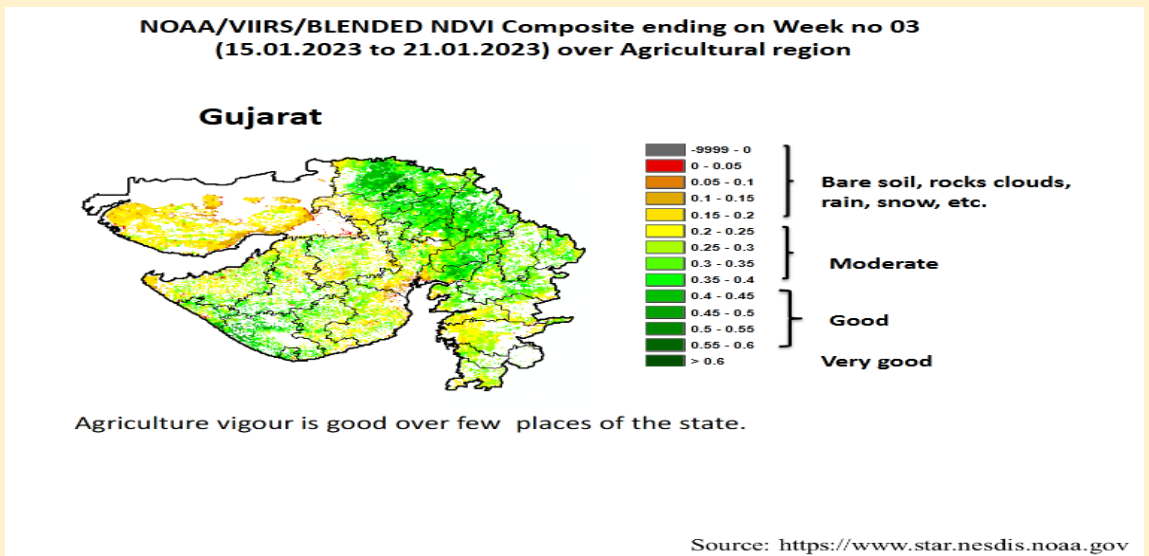 NOAA/VIIRS/BLENDED NDVI Composite ending on Week no 03
(15.01.2023 to 21.01.2023) over Agricultural region
Gujarat
-9999 - 0
0 - 0.05
0.05 - 0.1
0.1 - 0.15
0.15 - 0.2
0.2 - 0.25
0.25 - 0.3
0.3 - 0.35
0.35 - 0.4
0.4 - 0.45
0.45 - 0.5
0.5 - 0.55
0.55 - 0.6
> 0.6
Bare soil, rocks clouds,
rain, snow, etc.
Moderate
Good
Very good
Agriculture vigour is good over few places of the state.
Source: https://www.star.nesdis.noaa.gov